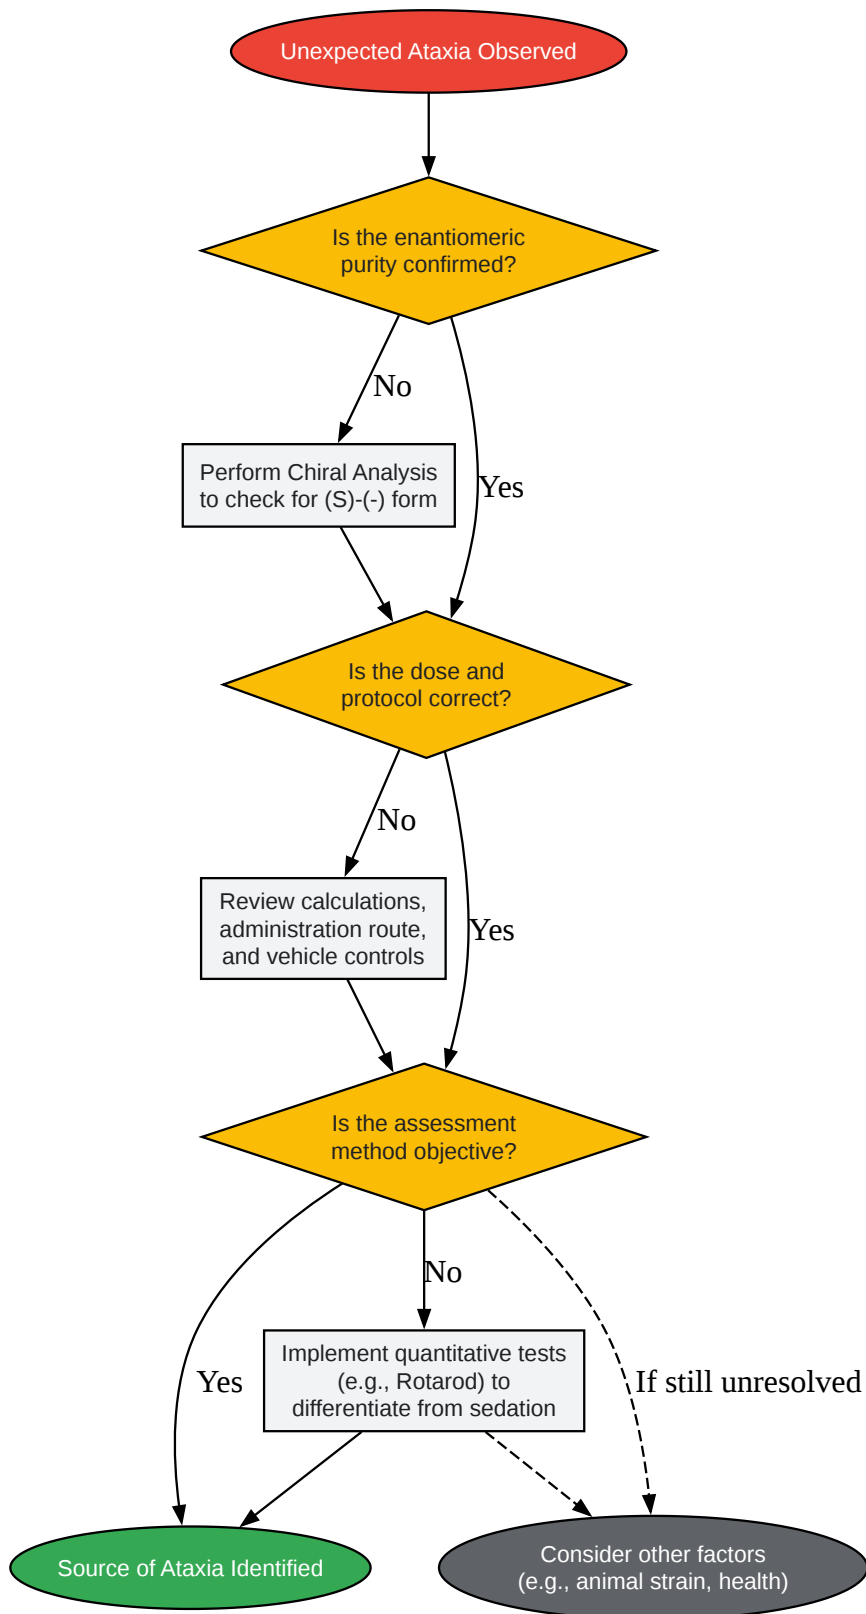 Unexpected Ataxia Observed
Is the enantiomeric
purity confirmed?
No
Perform Chiral Analysis
to check for (S)-(-) form
Yes
Is the dose and
protocol correct?
No
Review calculations,
administration route,
and vehicle controls
Yes
Is the assessment
method objective?
No
Yes
Implement quantitative tests
(e.g., Rotarod) to
differentiate from sedation
If still unresolved
Source of Ataxia Identified
Consider other factors
(e.g., animal strain, health)